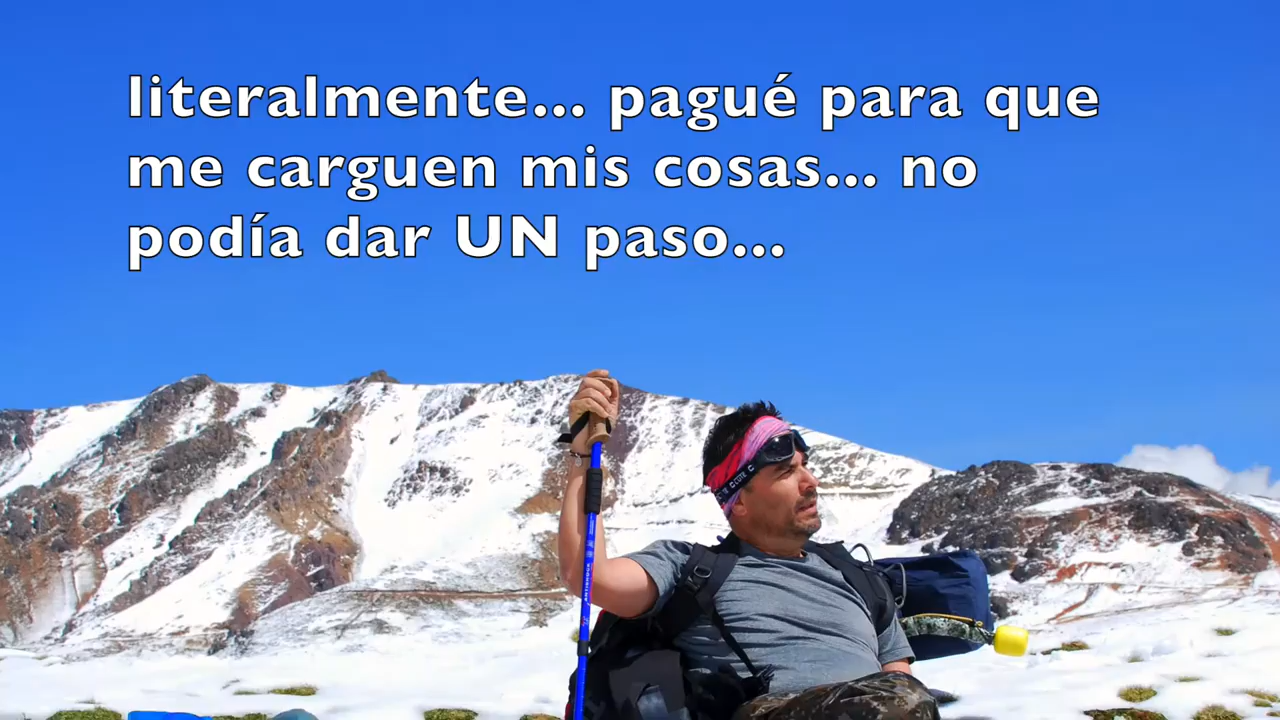 literalmente... pagué para que
me carguen mis cosas... no
podía dar UN paso...